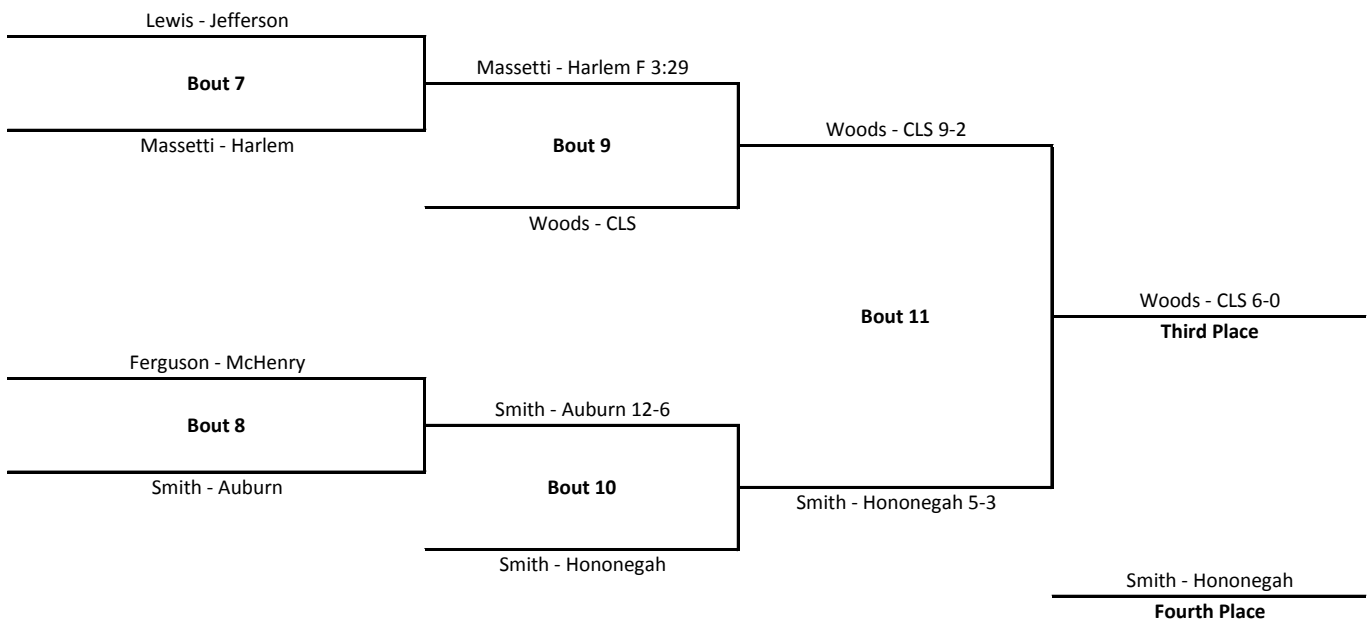 Lewis - Jefferson
Massetti - Harlem F 3:29
Bout 7
Woods - CLS 9-2
Massetti - Harlem
Bout 9
Woods - CLS
Woods - CLS 6-0
Bout 11
Third Place
Ferguson - McHenry
Smith - Auburn 12-6
Bout 8
Smith - Auburn
Bout 10
Smith - Hononegah 5-3
Smith - Hononegah
Smith - Hononegah
Fourth Place